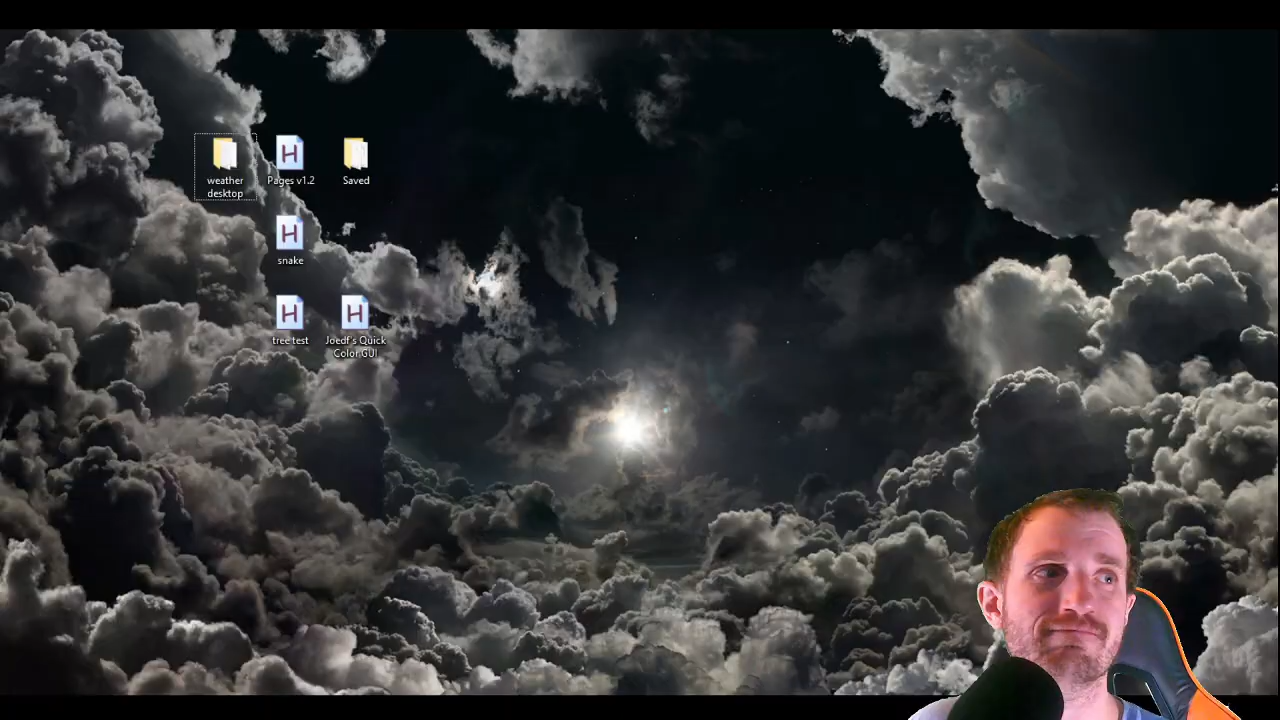 weather
desktop
Pages v1.2
Saved
snake
tree test
Joedf's Quick
Color GUI